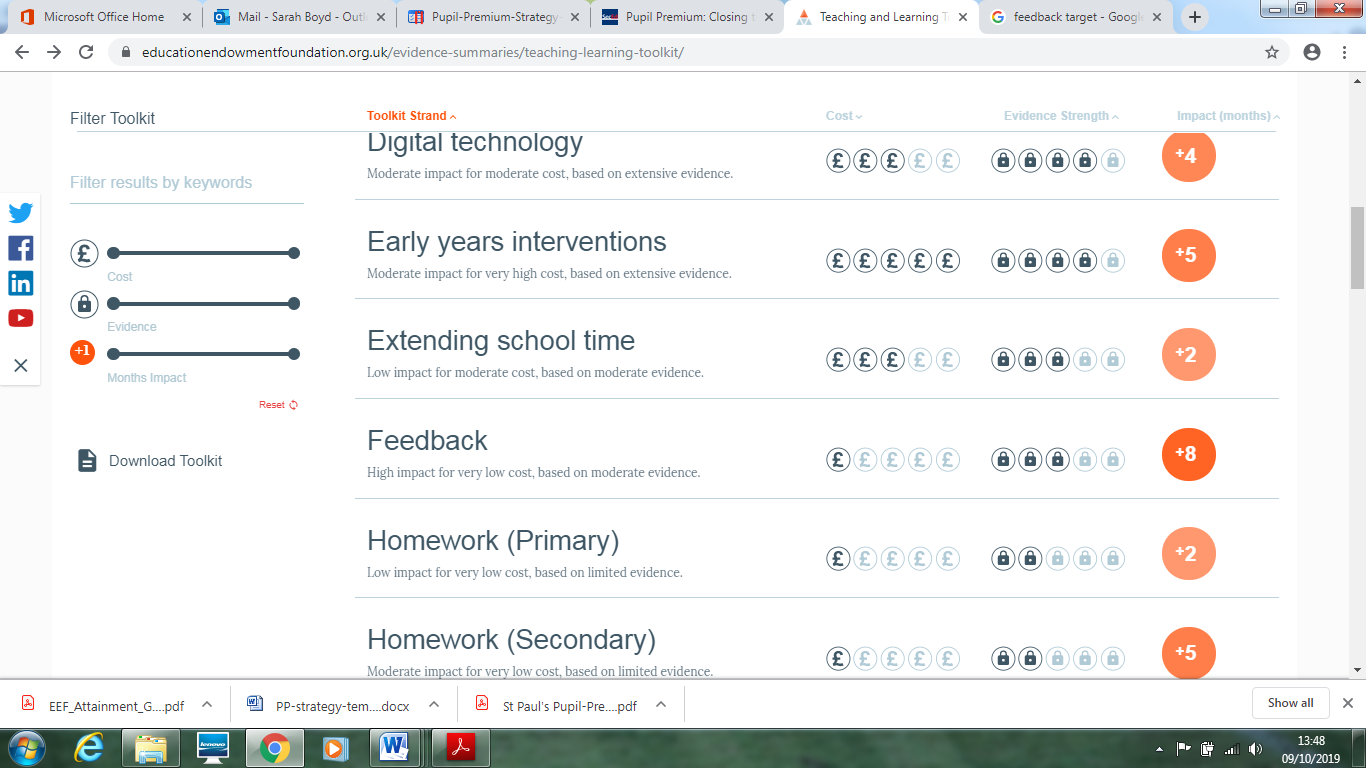 Microsoft Office Home
Mail - Sarah Boyd - Outl
Pupil-Premium-Strategy
Pupil Premium: Closing t
Teaching and Learning T
feedback target - Googl
educationendowmentfoundation.org.uk/evidence-summaries/teaching-learning-toolkit/
Filter Toolkit
Toolkit Strand
Cost
Evidence Strength
Impact (months)
Filter results by keywords
£
Cost
Evidence
+1
Months Impact
Reset
Download Toolkit
Digital technology
Moderate impact for moderate cost, based on extensive evidence.
£ £ £ £ £
+4
Early years interventions
Moderate impact for very high cost, based on extensive evidence.
£ £ £ £ £
+5
Extending school time
Low impact for moderate cost, based on moderate evidence.
£ £ £ £ £
+2
Feedback
High impact for very low cost, based on moderate evidence.
£ £ £ £ £
+8
Homework (Primary)
Low impact for very low cost, based on limited evidence.
£ £ £ £ £
+2
Homework (Secondary)
Moderate impact for very low cost, based on limited evidence.
£ £ £ £ £
+5
EEF_Attainment_G....pdf
PP-strategy-tem....docx
St Paul's Pupil-Pre....pdf
Show all
lenovo
13:48
09/10/2019